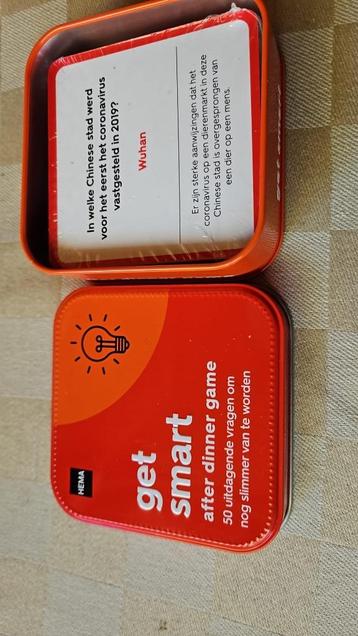 In welke Chinese stad werd
voor het eerst het coronavirus
vastgesteld in 2019?
Wuhan
Er zijn sterke aanwijzingen dat het
coronavirus op een dierenmarkt in deze
Chinese stad is overgesprongen van
een dier op een mens.
HEMA
get
smart
after dinner game
50 uitdagende vragen om
nog slimmer van te worden